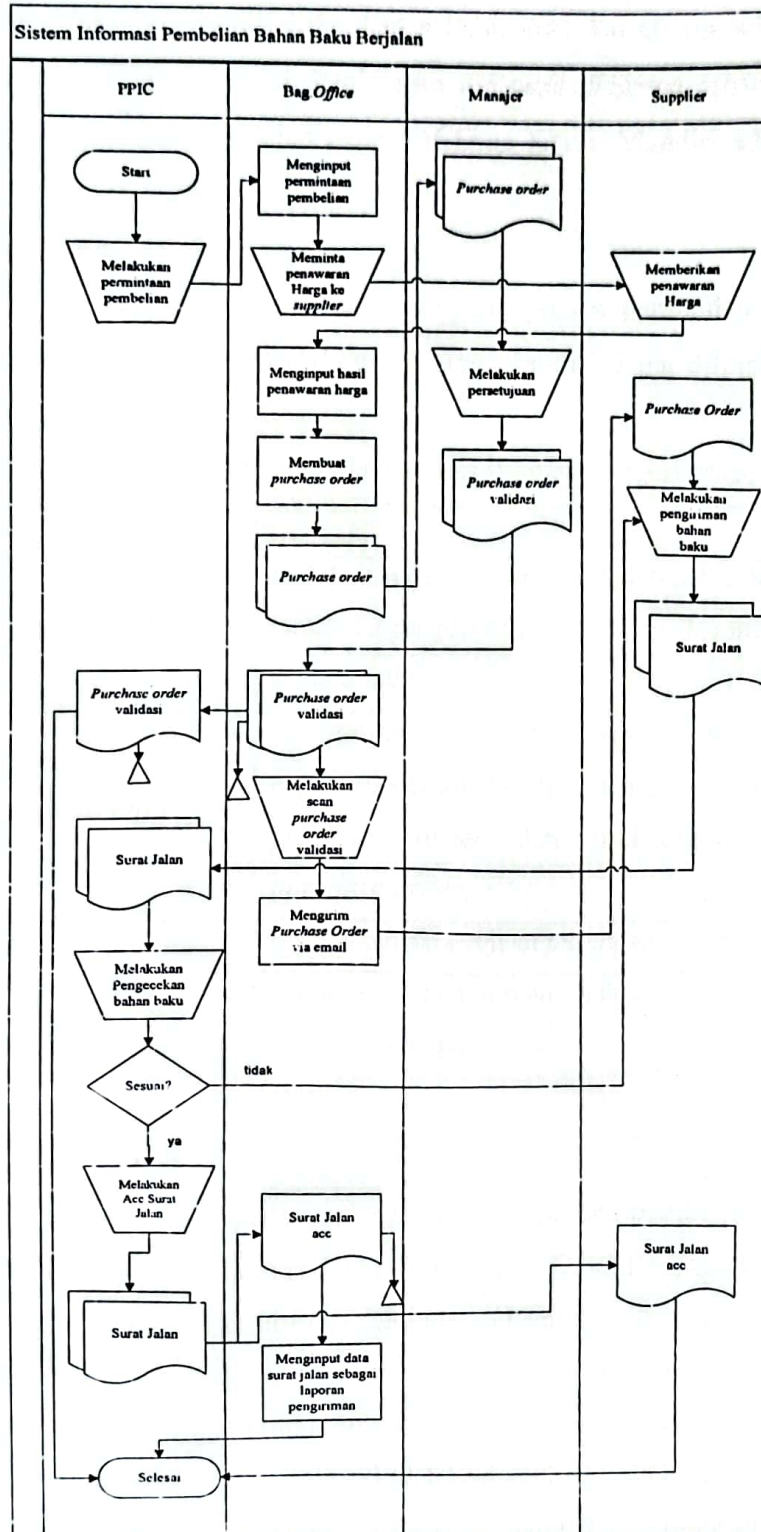 Sistem Informasi Pembelian Bahan Baku Berjalan
PPIC
Bag Office
Manajer
Supplier
Start
Melakukan
permintaan
pembelian
Menginput
permintaan
pembelian
Meminta
penawaran
Harga ke
supplier
Purchase order
Memberikan
penawaran
Harga
Menginput hasil
penawaran harga
Membuat
purchase order
Purchase order
Melakukan
persetujuan
Purchase order
validasi
Purchase Order
Melakukan
pengiriman
bahan
baku
Surat Jalan
Purchase order
validasi
Purchase order
validasi
Melakukan
scan
purchase
order
validasi
Mengirim
Purchase Order
via email
Surat Jalan
Melakukan
Pengecekan
bahan baku
Sesuai?
tidak
ya
Melakukan
Acc Surat
Jalan
Surat Jalan
Surat Jalan
acc
Menginput data
surat jalan sebagai
laporan
pengiriman
Surat Jalan
acc
Selesai